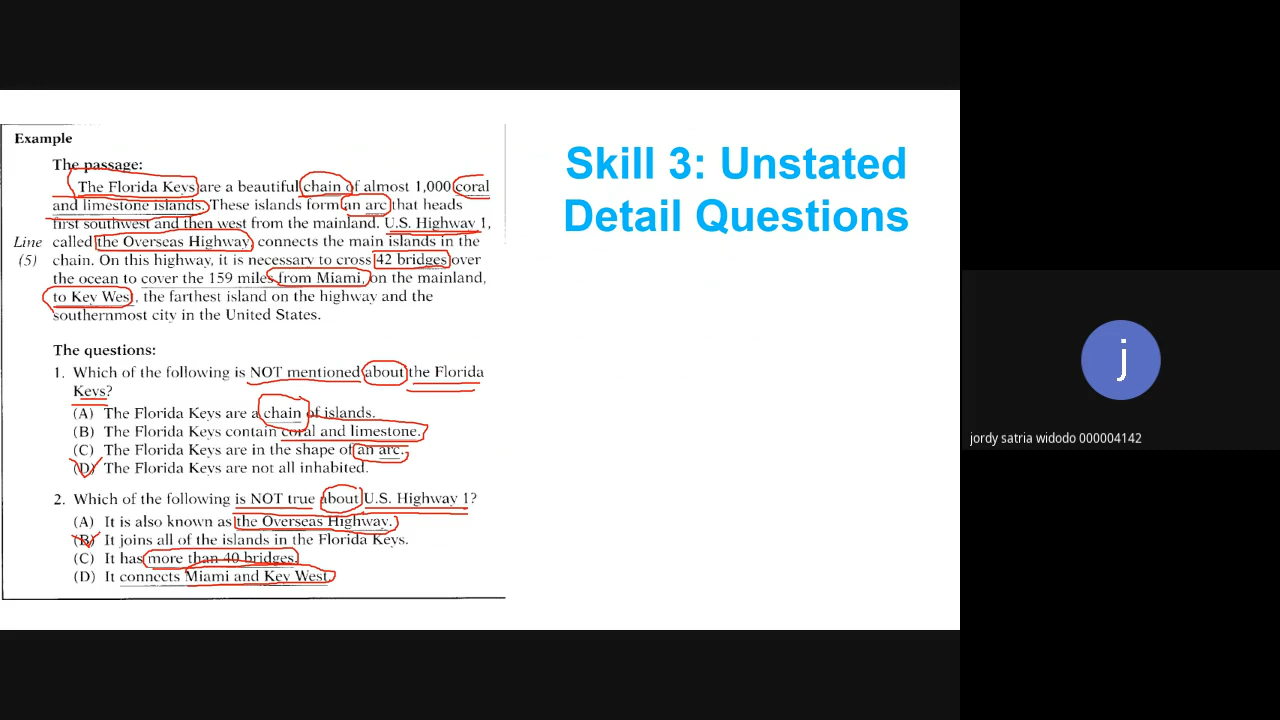 Example
The passage:
The Florida Keys are a beautiful chain of almost 1,000 coral
and limestone islands. These islands form an arc that heads
first southwest and then west from the mainland. U.S. Highway 1,
Line called the Overseas Highway, connects the main islands in the
(5) chain. On this highway, it is necessary to cross 42 bridges over
the ocean to cover the 159 miles from Miami, on the mainland,
to Key West, the farthest island on the highway and the
southernmost city in the United States.
The questions:
1. Which of the following is NOT mentioned about the Florida
Keys?
(A) The Florida Keys are a chain of islands.
(B) The Florida Keys contain coral and limestone.
(C) The Florida Keys are in the shape of an arc.
(D) The Florida Keys are not all inhabited.
2. Which of the following is NOT true about U.S. Highway 1?
(A) It is also known as the Overseas Highway.
(B) It joins all of the islands in the Florida Keys.
(C) It has more than 40 bridges.
(D) It connects Miami and Key West.
Skill 3: Unstated
Detail Questions
j
jordy satria widodo 000004142